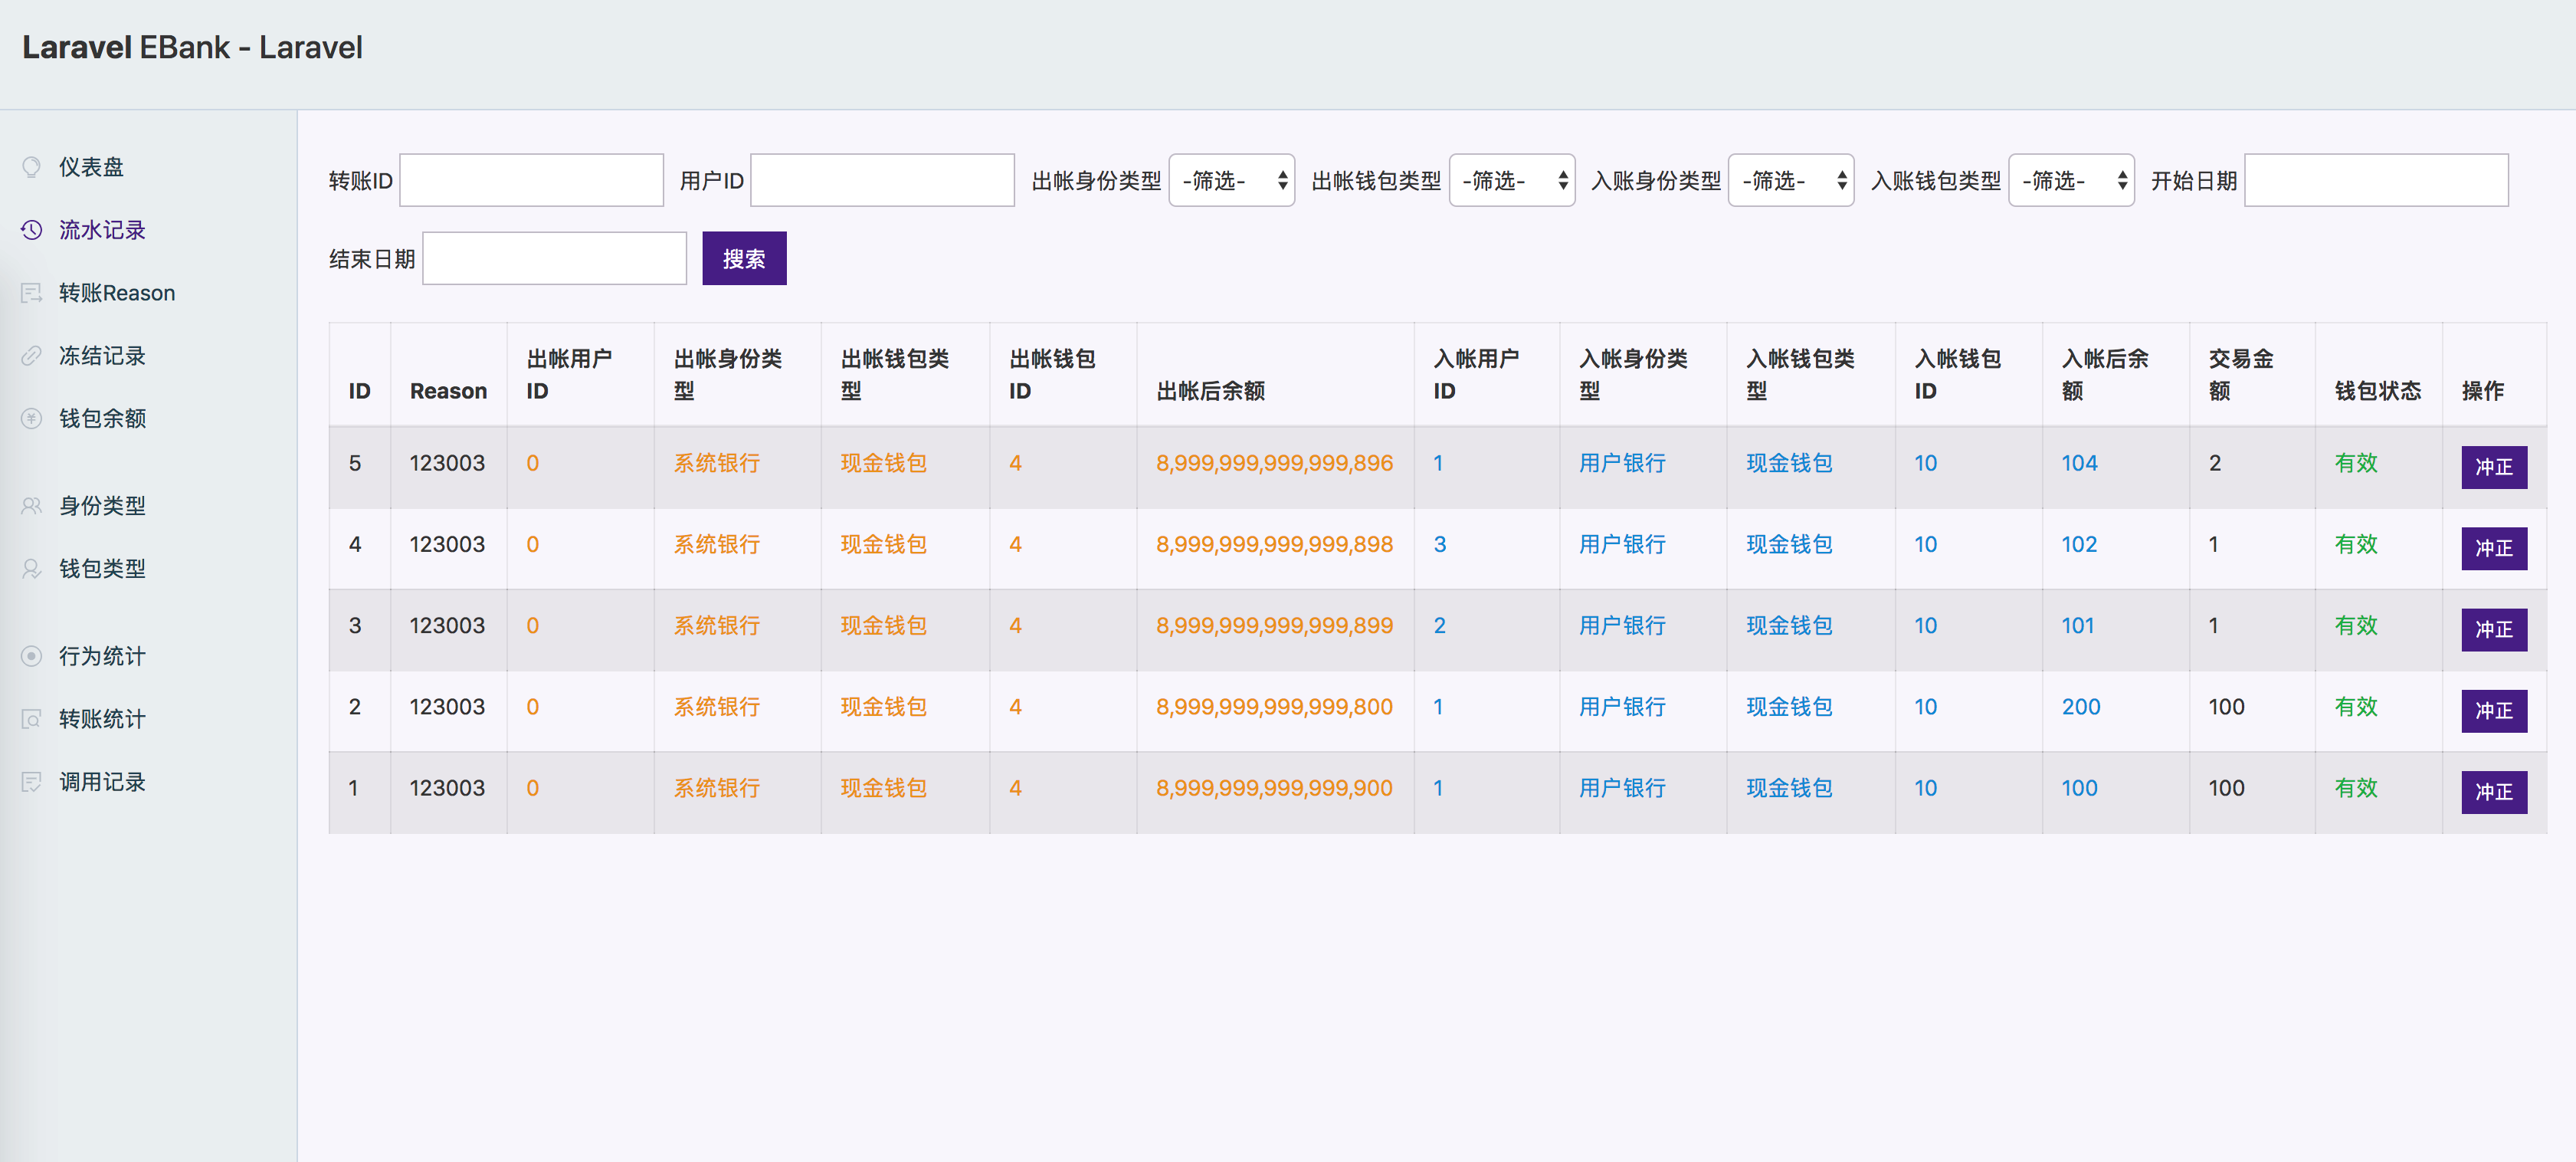 Laravel EBank - Laravel
仪表盘
流水记录
转账Reason
冻结记录
钱包余额
身份类型
钱包类型
行为统计
转账统计
调用记录
转账ID 用户ID 出帐身份类型 -筛选- 出帐钱包类型 -筛选- 入账身份类型 -筛选- 入账钱包类型 -筛选- 开始日期
结束日期 搜索
ID Reason 出帐用户ID 出帐身份类型 出帐钱包类型 出帐钱包ID 出帐后余额 入帐用户ID 入帐身份类型 入帐钱包类型 入帐钱包ID 入帐后余额 交易金额 钱包状态 操作
5 123003 0 系统银行 现金钱包 4 8,999,999,999,999,896 1 用户银行 现金钱包 10 104 2 有效 冲正
4 123003 0 系统银行 现金钱包 4 8,999,999,999,999,898 3 用户银行 现金钱包 10 102 1 有效 冲正
3 123003 0 系统银行 现金钱包 4 8,999,999,999,999,899 2 用户银行 现金钱包 10 101 1 有效 冲正
2 123003 0 系统银行 现金钱包 4 8,999,999,999,999,800 1 用户银行 现金钱包 10 200 100 有效 冲正
1 123003 0 系统银行 现金钱包 4 8,999,999,999,999,900 1 用户银行 现金钱包 10 100 100 有效 冲正